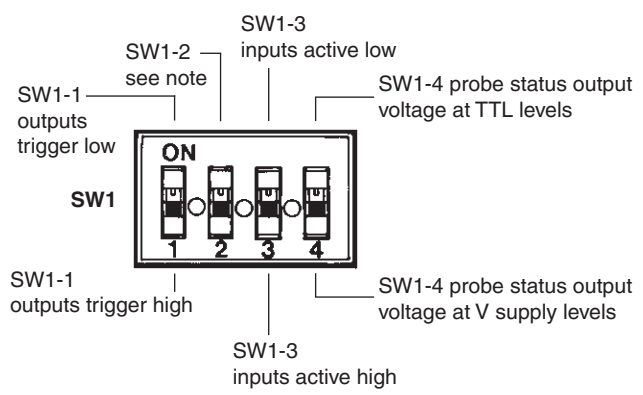 SW1-3
inputs active low
SW1-2
see note
SW1-4 probe status output
voltage at TTL levels
SW1-1
outputs
trigger low
ON
SW1
1 2 3 4
SW1-1
outputs trigger high
SW1-4 probe status output
voltage at V supply levels
SW1-3
inputs active high